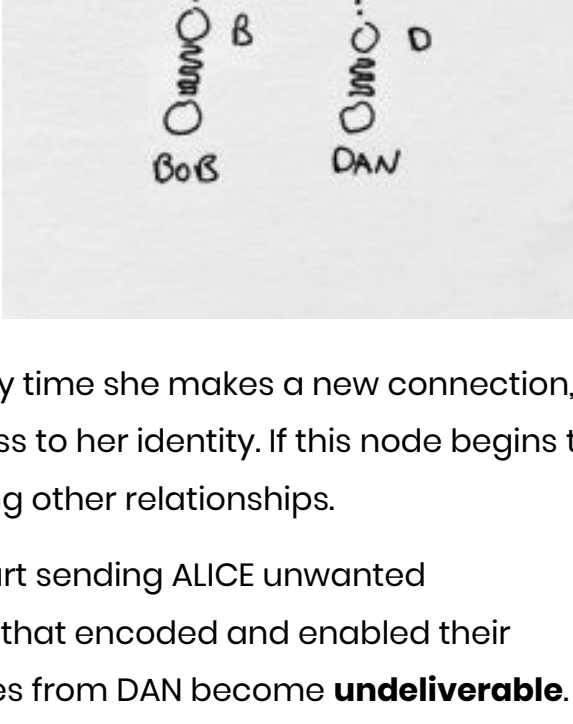 B D
BOB DAN
y time she makes a new connection,
ss to her identity. If this node begins t
g other relationships.
rt sending ALICE unwanted
that encoded and enabled their
es from DAN become undeliverable.